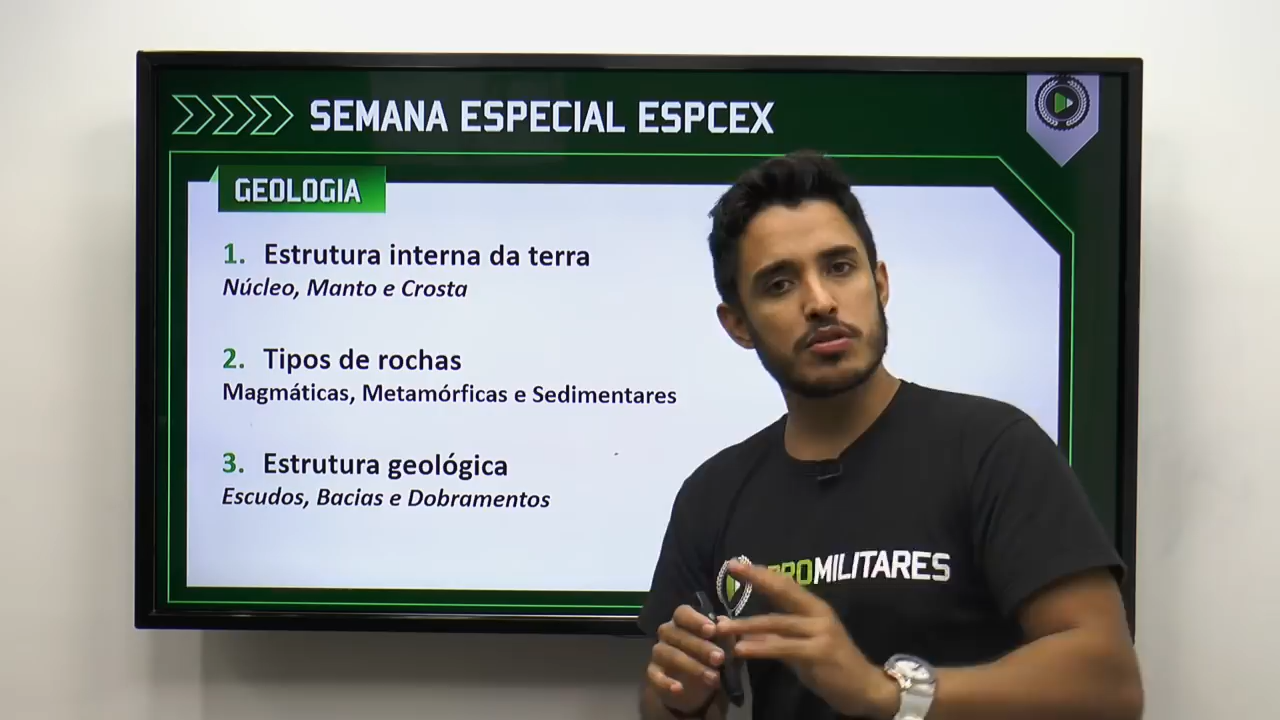 SEMANA ESPECIAL ESPCEX
GEOLOGIA
1. Estrutura interna da terra
Núcleo, Manto e Crosta
2. Tipos de rochas
Magmáticas, Metamórficas e Sedimentares
3. Estrutura geológica
Escudos, Bacias e Dobramentos
PROMILITARES